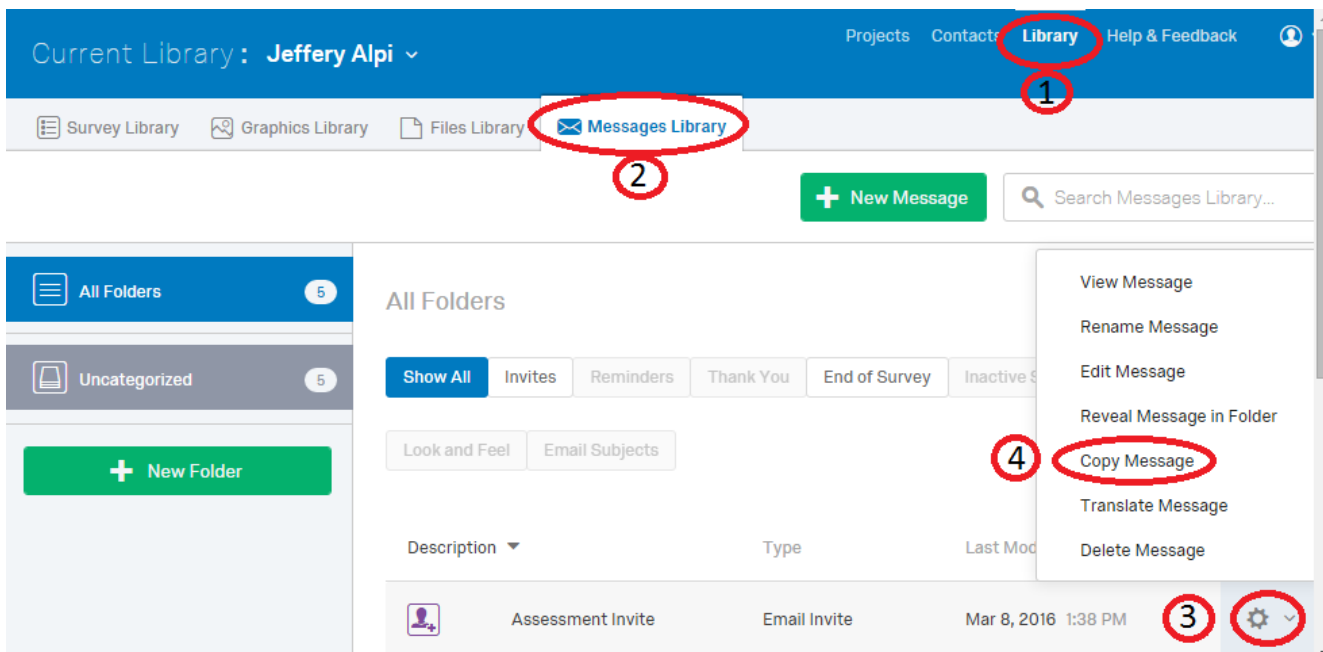 Current Library: Jeffery Alpi
Projects Contacts Library Help & Feedback
1
Survey Library Graphics Library Files Library Messages Library
2
New Message Search Messages Library...
All Folders 5
Uncategorized 5
New Folder
All Folders
Show All Invites Reminders Thank You End of Survey Inactive S
Look and Feel Email Subjects
View Message
Rename Message
Edit Message
Reveal Message in Folder
4 Copy Message
Translate Message
Delete Message
Description Type Last Mod
Assessment Invite Email Invite Mar 8, 2016 1:38 PM 3